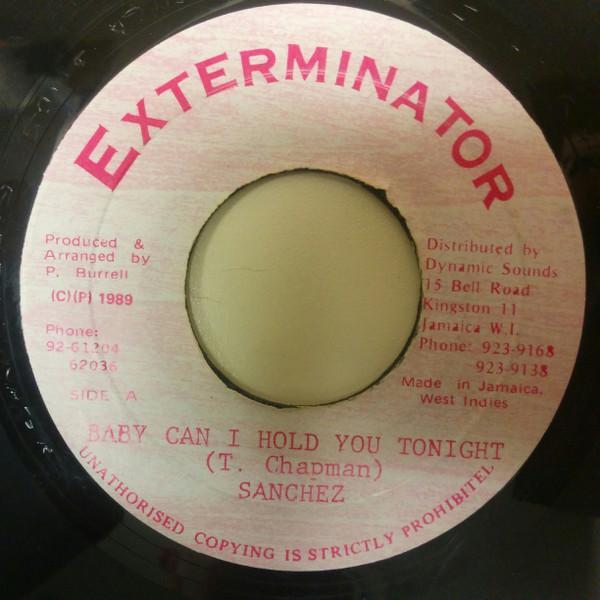 EXTERMINATOR
Produced &
Arranged by
P. Burrell
(C)(P) 1989
Phone:
92-61204
62036
SIDE A
Distributed by
Dynamic Sounds
15 Bell Road
Kingston 11
Jamaica W.I.
Phone: 923-9168
923-9138
Made in Jamaica,
West Indies
BABY CAN I HOLD YOU TONIGHT
(T. Chapman)
SANCHEZ
UNATHORISED COPYING IS STRICTLY PROHIBITEL